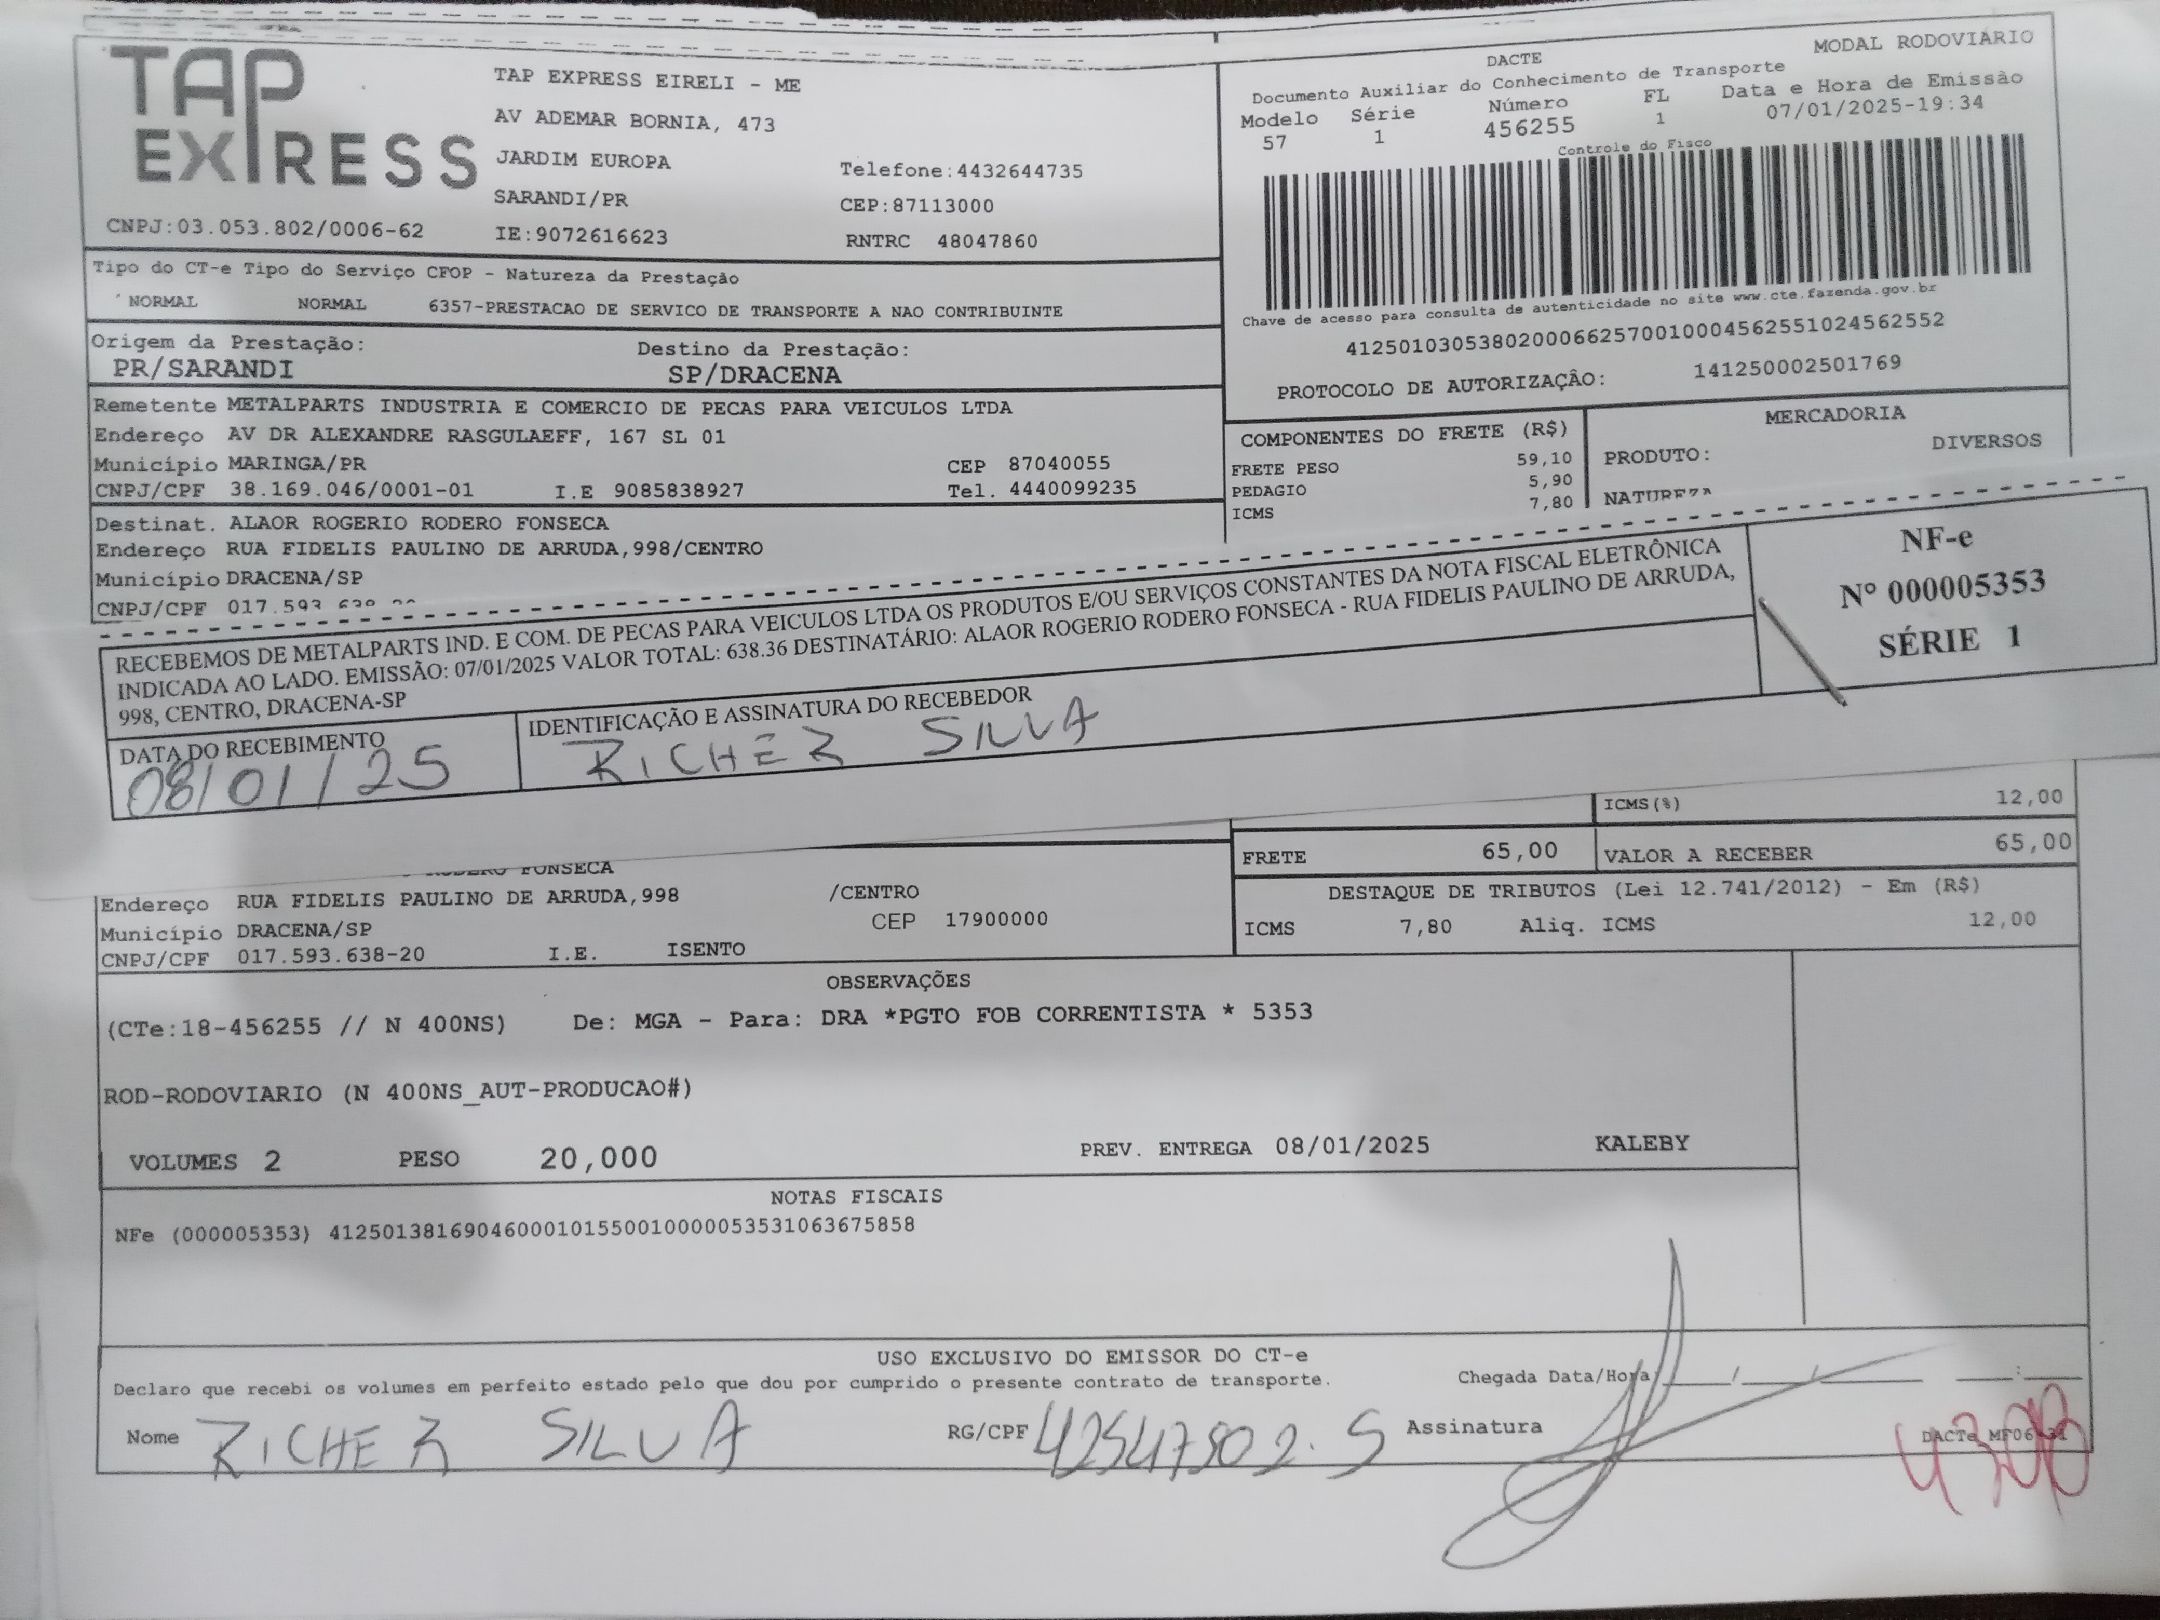 TAP EXPRESS
TAP EXPRESS EIRELI - ME
AV ADEMAR BORNIA, 473
JARDIM EUROPA
Telefone:4432644735
SARANDI/PR
CEP:87113000
CNPJ:03.053.802/0006-62
IE:9072616623
RNTRC 48047860
MODAL RODOVIÁRIO
DACTE
Documento Auxiliar do Conhecimento de Transporte
Modelo Série Número FL Data e Hora de Emissão
57 1 456255 1 07/01/2025-19:34
Controle do Fisco
Chave de acesso para consulta de autenticidade no site www.cte.fazenda.gov.br
41250103053802000662570010004562551024562552
PROTOCOLO DE AUTORIZAÇÂO: 141250002501769
Tipo do CT-e Tipo do Serviço CFOP - Natureza da Prestação
NORMAL NORMAL 6357-PRESTACAO DE SERVICO DE TRANSPORTE A NAO CONTRIBUINTE
Origem da Prestação: Destino da Prestação:
PR/SARANDI SP/DRACENA
Remetente METALPARTS INDUSTRIA E COMERCIO DE PECAS PARA VEICULOS LTDA
Endereço AV DR ALEXANDRE RASGULAEFF, 167 SL 01
Município MARINGA/PR CEP 87040055
CNPJ/CPF 38.169.046/0001-01 I.E 9085838927 Tel. 4440099235
Destinat. ALAOR ROGERIO RODERO FONSECA
Endereço RUA FIDELIS PAULINO DE ARRUDA,998/CENTRO
Município DRACENA/SP
CNPJ/CPF 017.593
COMPONENTES DO FRETE (R$)
FRETE PESO 59,10
PEDAGIO 5,90
ICMS 7,80
MERCADORIA
PRODUTO: DIVERSOS
NATUREZA
RECEBEMOS DE METALPARTS IND. E COM. DE PECAS PARA VEICULOS LTDA OS PRODUTOS E/OU SERVIÇOS CONSTANTES DA NOTA FISCAL ELETRÔNICA
INDICADA AO LADO. EMISSÃO: 07/01/2025 VALOR TOTAL: 638.36 DESTINATÁRIO: ALAOR ROGERIO RODERO FONSECA - RUA FIDELIS PAULINO DE ARRUDA,
998, CENTRO, DRACENA-SP
NF-e
Nº 000005353
SÉRIE 1
DATA DO RECEBIMENTO
08/01/25
IDENTIFICAÇÃO E ASSINATURA DO RECEBEDOR
RICHER SILVA
ICMS(%) 12,00
FRETE 65,00 VALOR A RECEBER 65,00
DESTAQUE DE TRIBUTOS (Lei 12.741/2012) - Em (R$)
ICMS 7,80 Aliq. ICMS 12,00
FONSECA
Endereço RUA FIDELIS PAULINO DE ARRUDA,998 /CENTRO
Município DRACENA/SP CEP 17900000
CNPJ/CPF 017.593.638-20 I.E. ISENTO
OBSERVAÇÕES
(CTe:18-456255 // N 400NS) De: MGA - Para: DRA *PGTO FOB CORRENTISTA * 5353
ROD-RODOVIARIO (N 400NS_AUT-PRODUCAO#)
VOLUMES 2 PESO 20,000 PREV. ENTREGA 08/01/2025 KALEBY
NOTAS FISCAIS
NFe (000005353) 41250138169046000101550010000053531063675858
USO EXCLUSIVO DO EMISSOR DO CT-e
Declaro que recebi os volumes em perfeito estado pelo que dou por cumprido o presente contrato de transporte. Chegada Data/Hora
Nome RICHER SILVA RG/CPF 42547502.5 Assinatura
DACTe